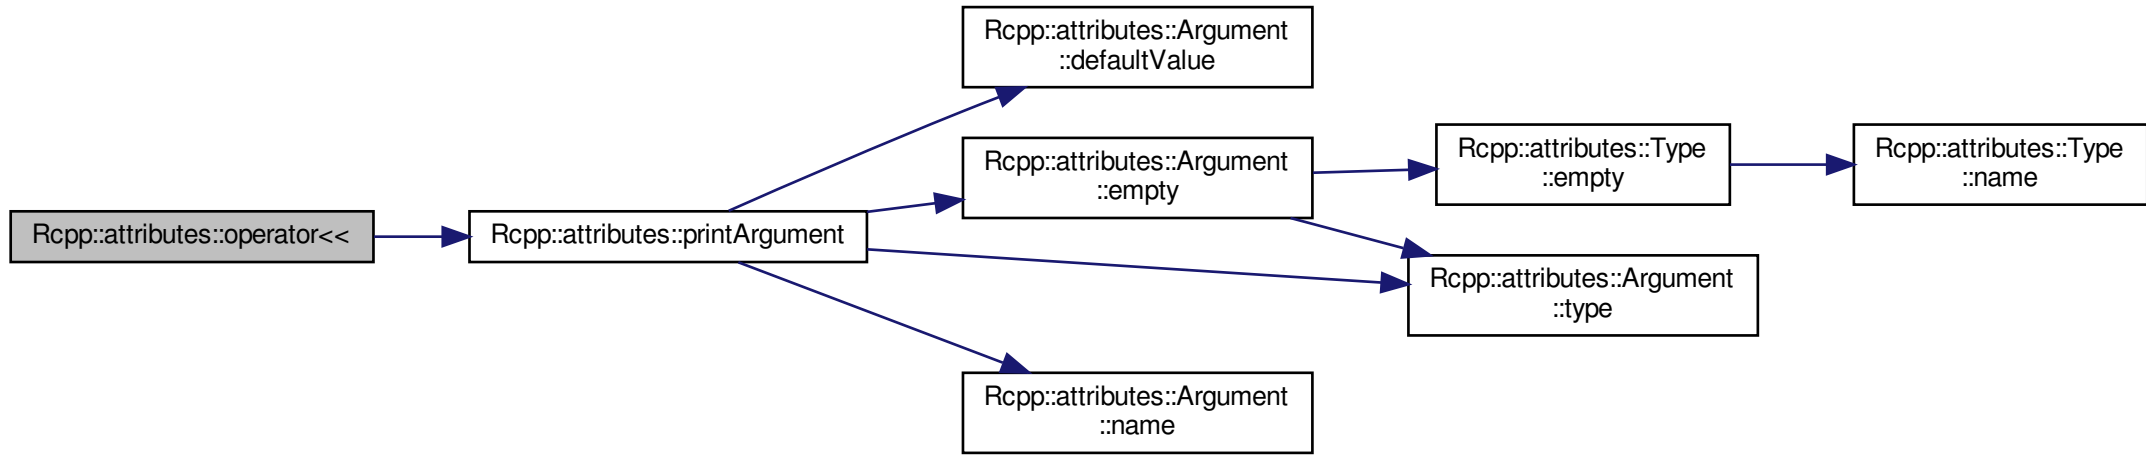 Rcpp::attributes::operator<<
Rcpp::attributes::printArgument
Rcpp::attributes::Argument
::defaultValue
Rcpp::attributes::Argument
::empty
Rcpp::attributes::Type
::empty
Rcpp::attributes::Type
::name
Rcpp::attributes::Argument
::type
Rcpp::attributes::Argument
::name